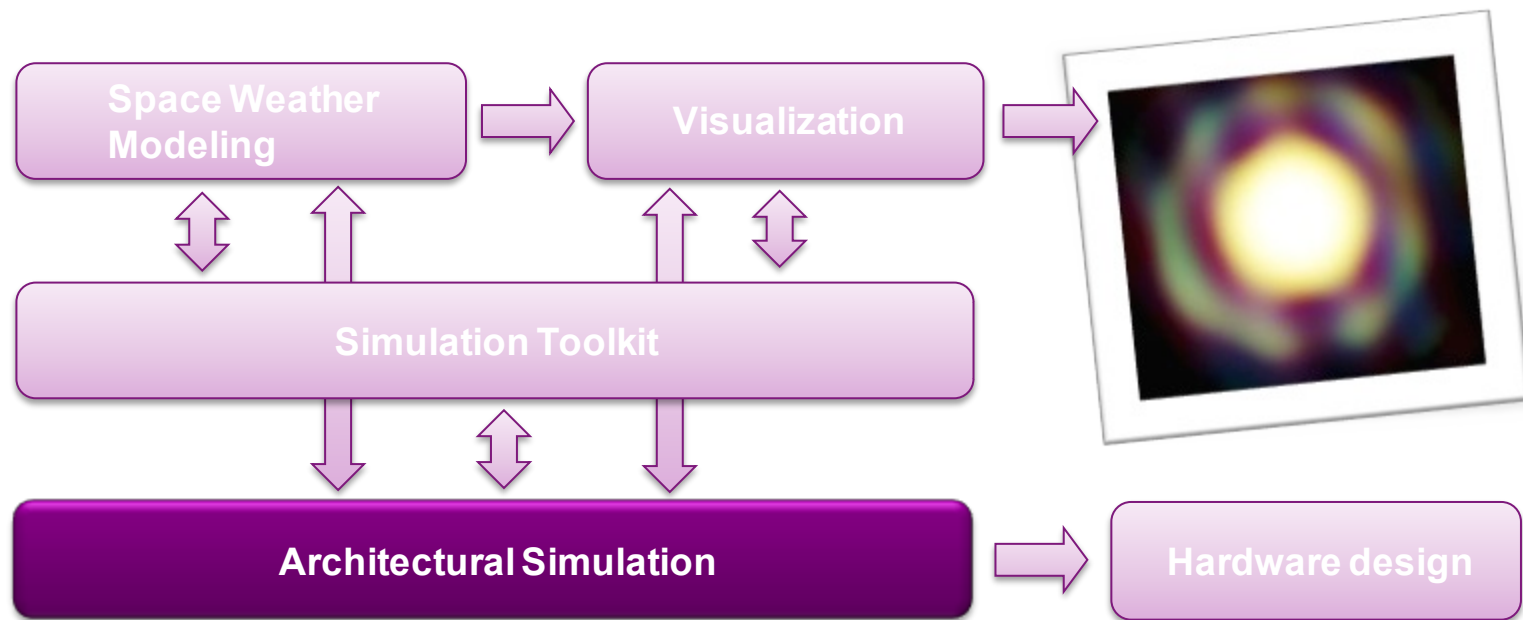 Space Weather
Modeling
Visualization
Simulation Toolkit
Architectural Simulation
Hardware design